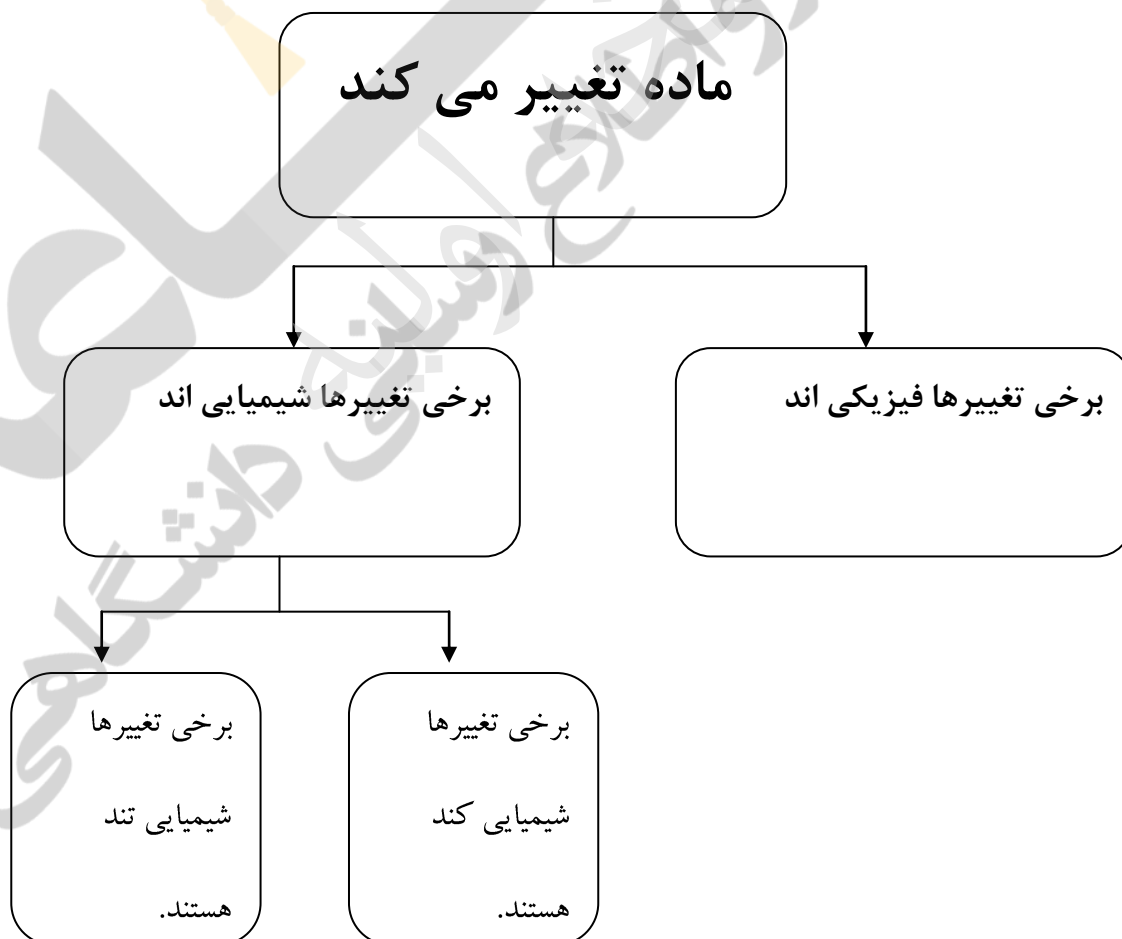 ماده تغییر می کند
برخی تغییرها فیزیکی اند
برخی تغییرها شیمیایی اند
برخی تغییرها
شیمیایی کند
هستند.
برخی تغییرها
شیمیایی تند
هستند.